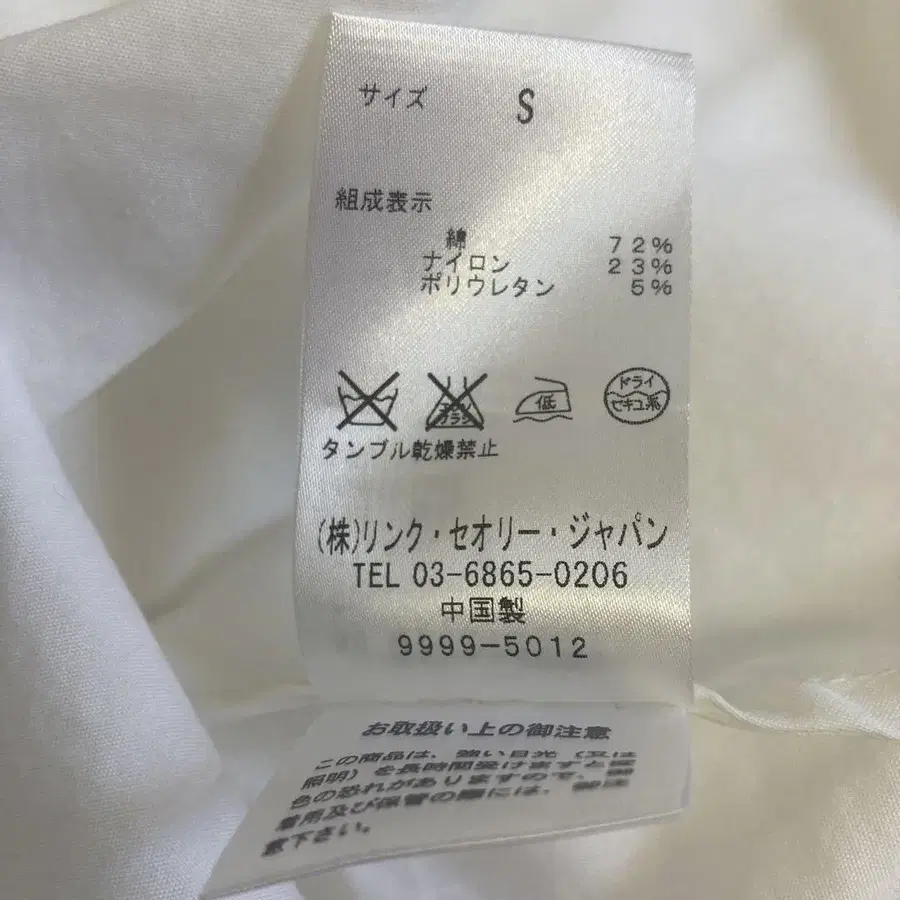 サイズ S
組成表示
綿 72%
ナイロン 23%
ポリウレタン 5%
低
ドライ
セキユ系
タンブル乾燥禁止
(株)リンク・セオリー・ジャパン
TEL 03-6865-0206
中国製
9999-5012
お取扱い上の御注意
この商品は、強い日光(又は
照明)を長時間受けますと
色の恐れがありますので、
着用及び保管の際には、
意下さい。